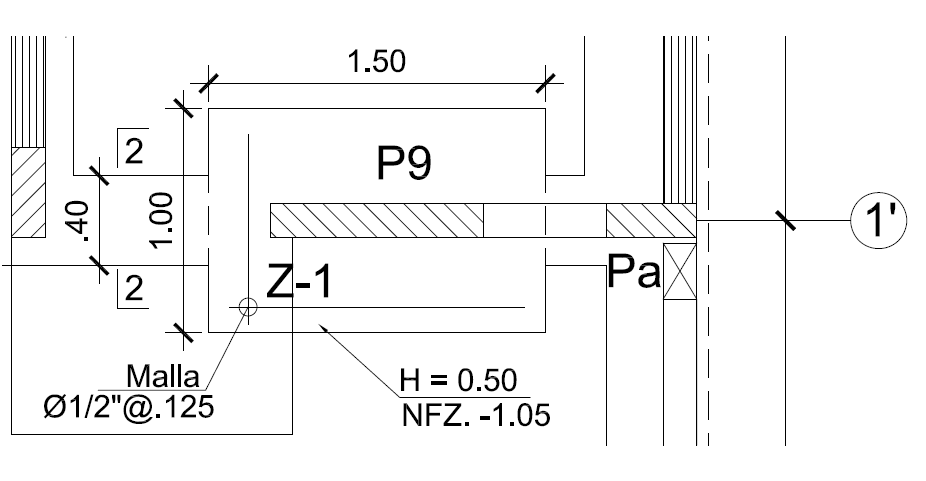 1.50
2
P9
.40
1.00
1'
2
Z-1
Pa
Malla
Ø1/2"@.125
H = 0.50
NFZ. -1.05